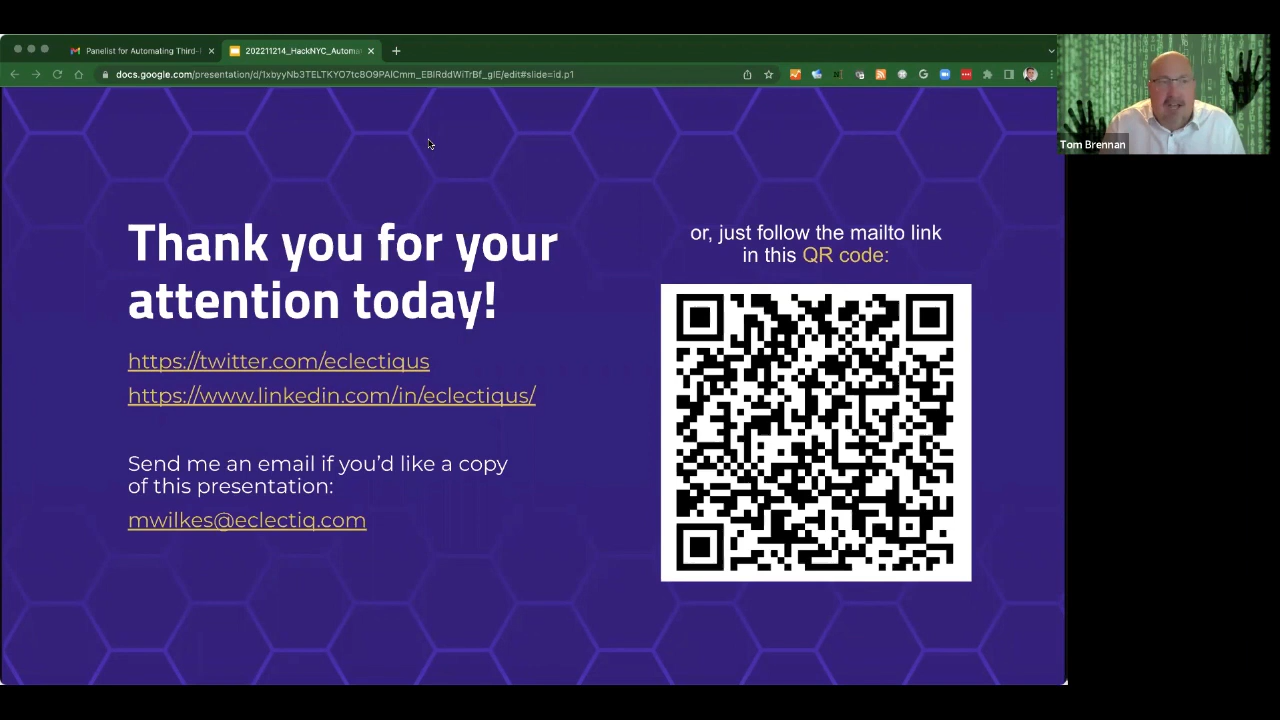 Panelist for Automating Third-
202211214_HackNYC_Automa
docs.google.com/presentation/d/1xbyyNb3TELTKYO7tc8O9PAlCmm_EBlRddWiTrBf_glE/edit#slide=id.p1
Tom Brennan
Thank you for your
attention today!
https://twitter.com/eclectiqus
https://www.linkedin.com/in/eclectiqus/
Send me an email if you’d like a copy
of this presentation:
mwilkes@eclectiq.com
or, just follow the mailto link
in this QR code: